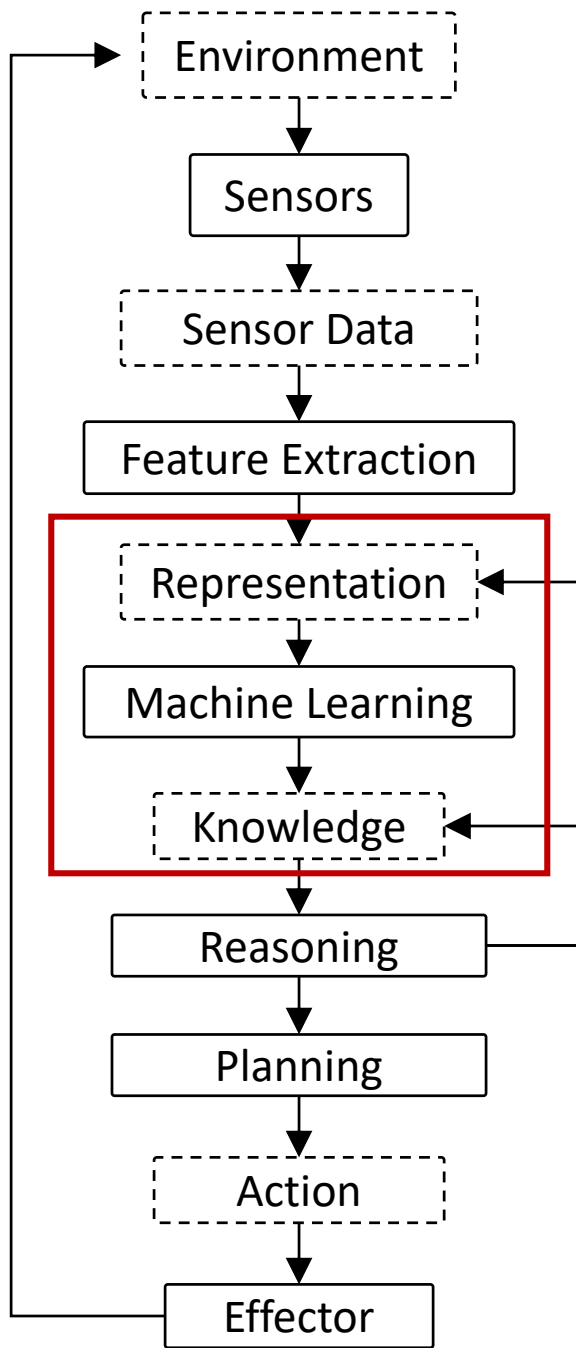 Environment
Sensors
Sensor Data
Feature Extraction
Representation
Machine Learning
Knowledge
Reasoning
Planning
Action
Effector